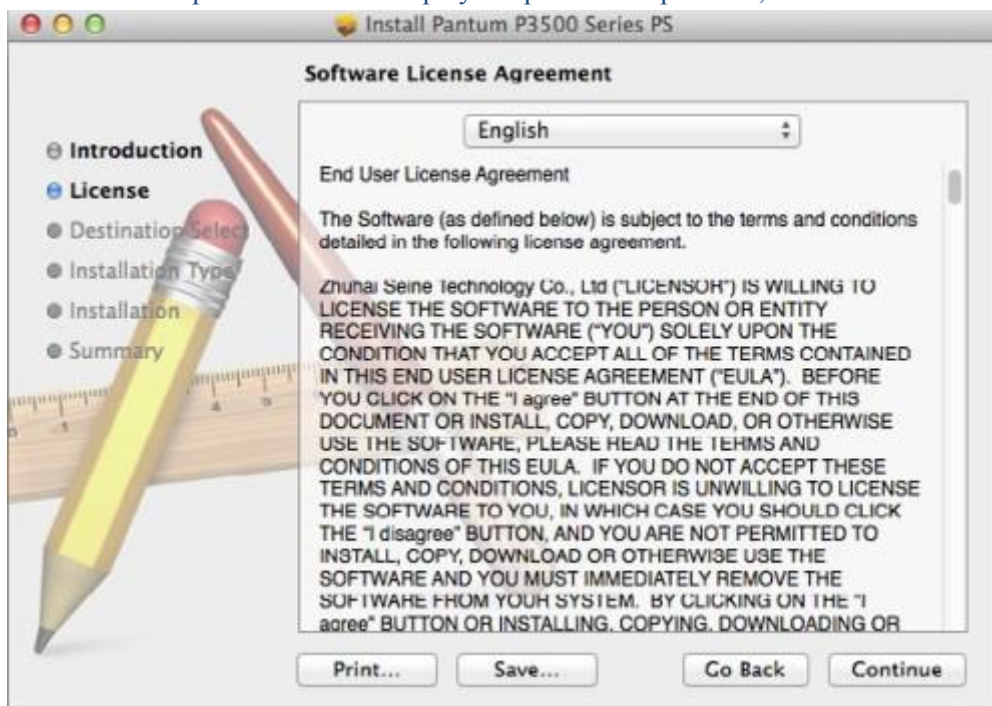 Install Pantum P3500 Series PS
Software License Agreement
Introduction
License
Destination Select
Installation Type
Installation
Summary
English
End User License Agreement
The Software (as defined below) is subject to the terms and conditions
detailed in the following license agreement.
Zhuhai Seine Technology Co., Ltd ("LICENSOR") IS WILLING TO
LICENSE THE SOFTWARE TO THE PERSON OR ENTITY
RECEIVING THE SOFTWARE ("YOU") SOLELY UPON THE
CONDITION THAT YOU ACCEPT ALL OF THE TERMS CONTAINED
IN THIS END USER LICENSE AGREEMENT ("EULA").  BEFORE
YOU CLICK ON THE "I agree" BUTTON AT THE END OF THIS
DOCUMENT OR INSTALL, COPY, DOWNLOAD, OR OTHERWISE
USE THE SOFTWARE, PLEASE READ THE TERMS AND
CONDITIONS OF THIS EULA.  IF YOU DO NOT ACCEPT THESE
TERMS AND CONDITIONS, LICENSOR IS UNWILLING TO LICENSE
THE SOFTWARE TO YOU, IN WHICH CASE YOU SHOULD CLICK
THE "I disagree" BUTTON, AND YOU ARE NOT PERMITTED TO
INSTALL, COPY, DOWNLOAD OR OTHERWISE USE THE
SOFTWARE AND YOU MUST IMMEDIATELY REMOVE THE
SOFTWARE FROM YOUR SYSTEM.  BY CLICKING ON THE "I
agree" BUTTON OR INSTALLING, COPYING, DOWNLOADING OR
Print...
Save...
Go Back
Continue